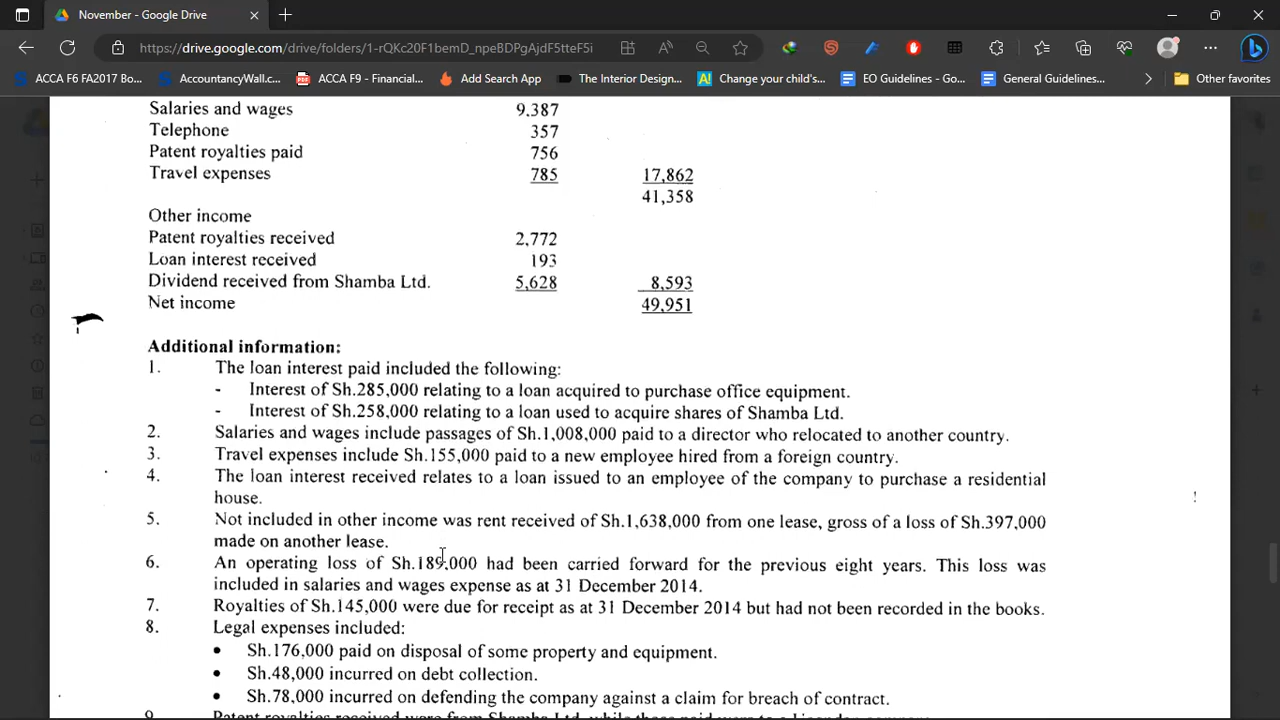 November - Google Drive
https://drive.google.com/drive/folders/1-rQKc20F1bemD_npeBDPgAjdF5tteF5i
ACCA F6 FA2017 Bo...
AccountancyWall.c...
ACCA F9 - Financial...
Add Search App
The Interior Design...
Change your child's...
EO Guidelines - Go...
General Guidelines...
Other favorites
Salaries and wages 9.387
Telephone 357
Patent royalties paid 756
Travel expenses 785 17,862
41,358
Other income
Patent royalties received 2,772
Loan interest received 193
Dividend received from Shamba Ltd. 5,628 8,593
Net income 49,951
Additional information:
1. The loan interest paid included the following:
- Interest of Sh.285,000 relating to a loan acquired to purchase office equipment.
- Interest of Sh.258,000 relating to a loan used to acquire shares of Shamba Ltd.
2. Salaries and wages include passages of Sh.1,008,000 paid to a director who relocated to another country.
3. Travel expenses include Sh.155,000 paid to a new employee hired from a foreign country.
4. The loan interest received relates to a loan issued to an employee of the company to purchase a residential
house.
5. Not included in other income was rent received of Sh.1,638,000 from one lease, gross of a loss of Sh.397,000
made on another lease.
6. An operating loss of Sh.189,000 had been carried forward for the previous eight years. This loss was
included in salaries and wages expense as at 31 December 2014.
7. Royalties of Sh.145,000 were due for receipt as at 31 December 2014 but had not been recorded in the books.
8. Legal expenses included:
• Sh.176,000 paid on disposal of some property and equipment.
• Sh.48,000 incurred on debt collection.
• Sh.78,000 incurred on defending the company against a claim for breach of contract.